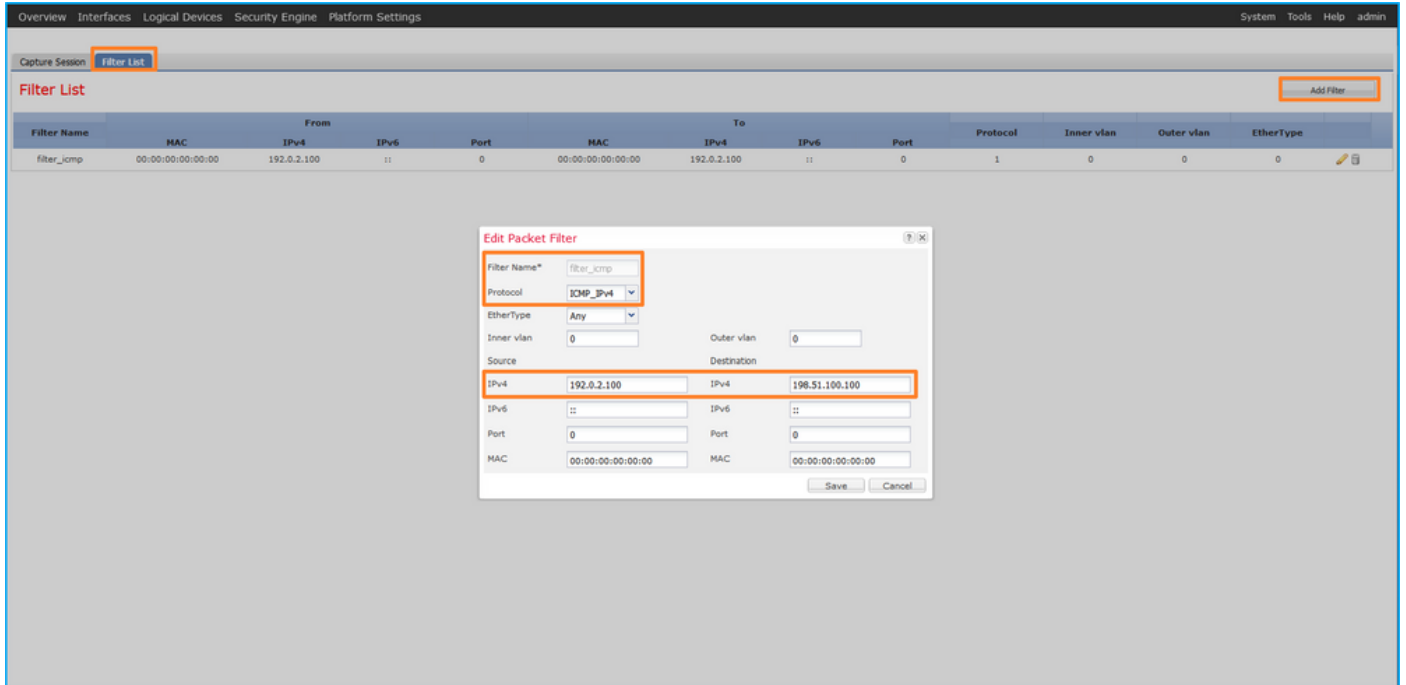 Overview Interfaces Logical Devices Security Engine Platform Settings System Tools Help admin
Capture Session Filter List
Filter List Add Filter
Filter Name From To Protocol Inner vlan Outer vlan EtherType
MAC IPv4 IPv6 Port MAC IPv4 IPv6 Port
filter_icmp 00:00:00:00:00:00 192.0.2.100 :: 0 00:00:00:00:00:00 192.0.2.100 :: 0 1 0 0 0
Edit Packet Filter ? X
Filter Name* filter_icmp
Protocol ICMP_IPv4
EtherType Any
Inner vlan 0 Outer vlan 0
Source Destination
IPv4 192.0.2.100 IPv4 198.51.100.100
IPv6 :: IPv6 ::
Port 0 Port 0
MAC 00:00:00:00:00:00 MAC 00:00:00:00:00:00
Save Cancel